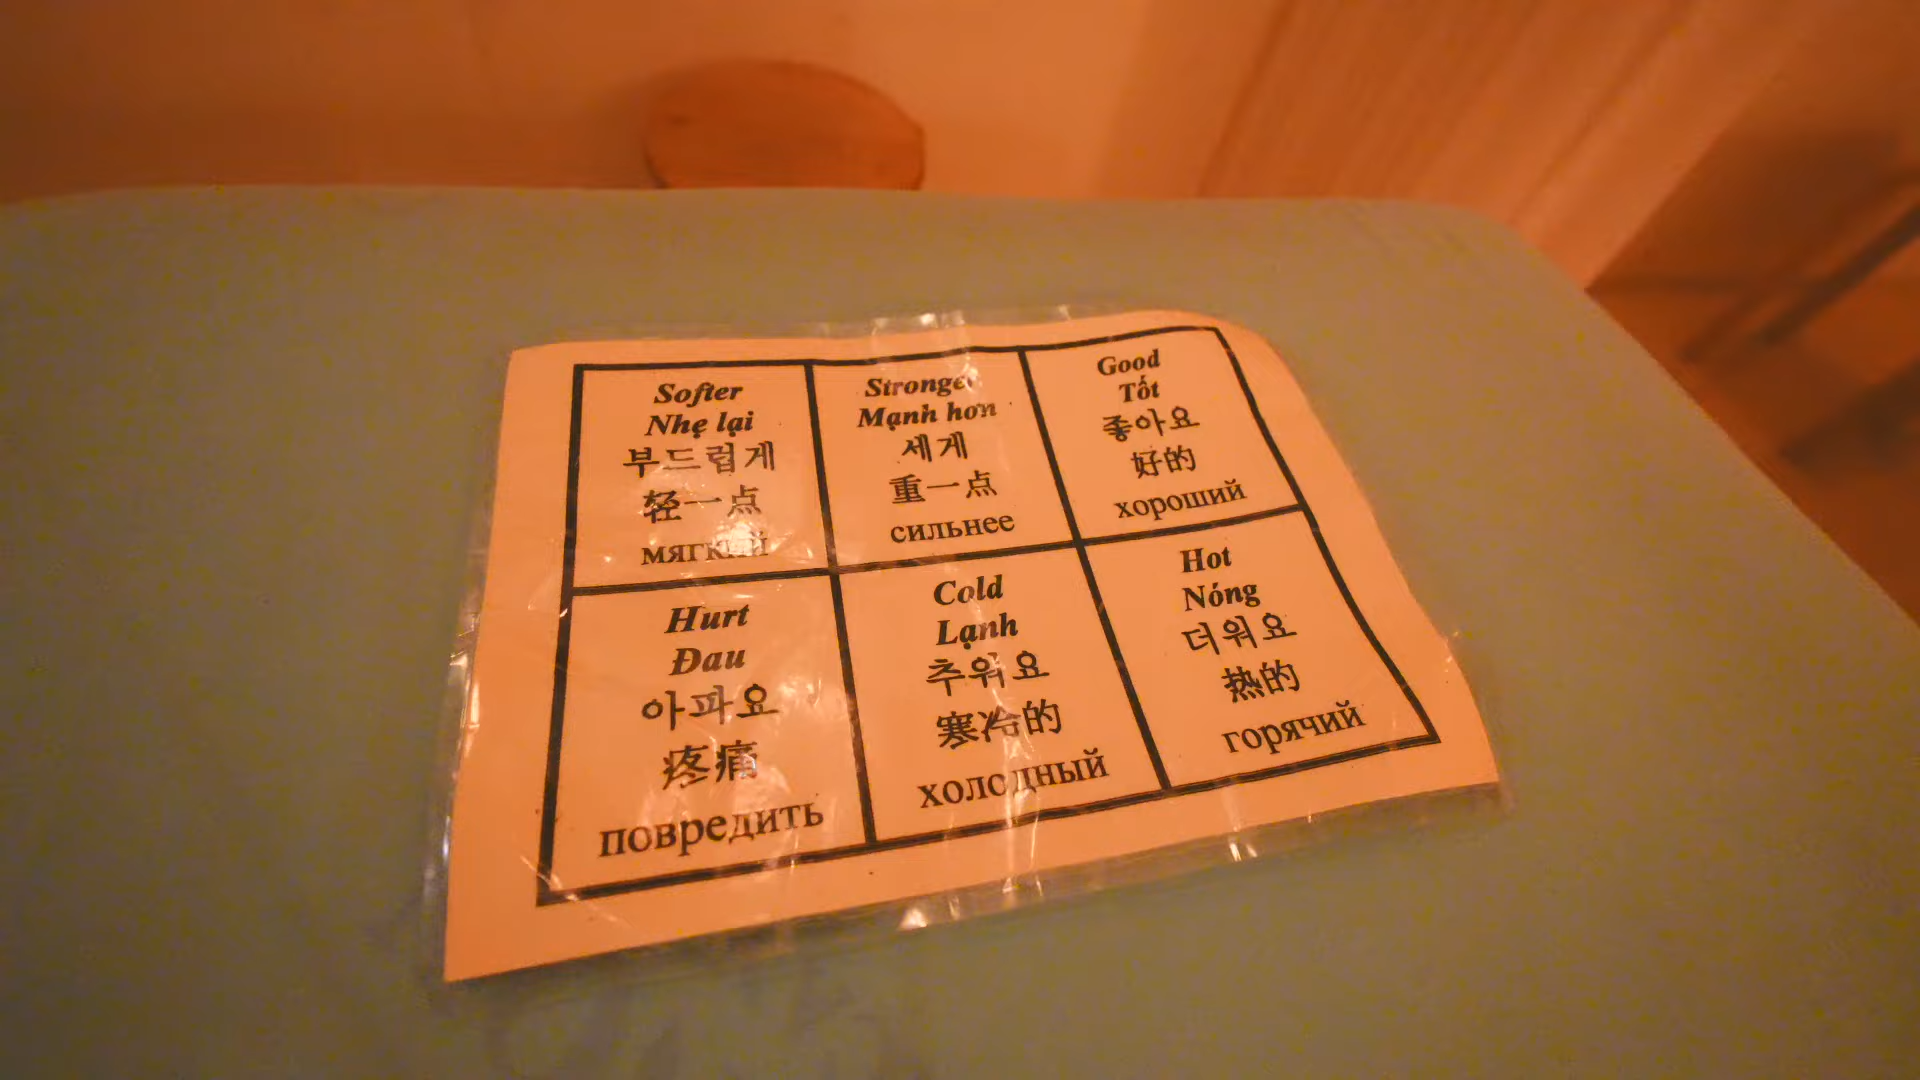 Softer
Nhẹ lại
부드럽게
轻一点
мягкий
Stronger
Mạnh hơn
세게
重一点
сильнее
Good
Tốt
좋아요
好的
хороший
Hurt
Đau
아파요
疼痛
повредить
Cold
Lạnh
추워요
寒冷的
холодный
Hot
Nóng
더워요
热的
горячий